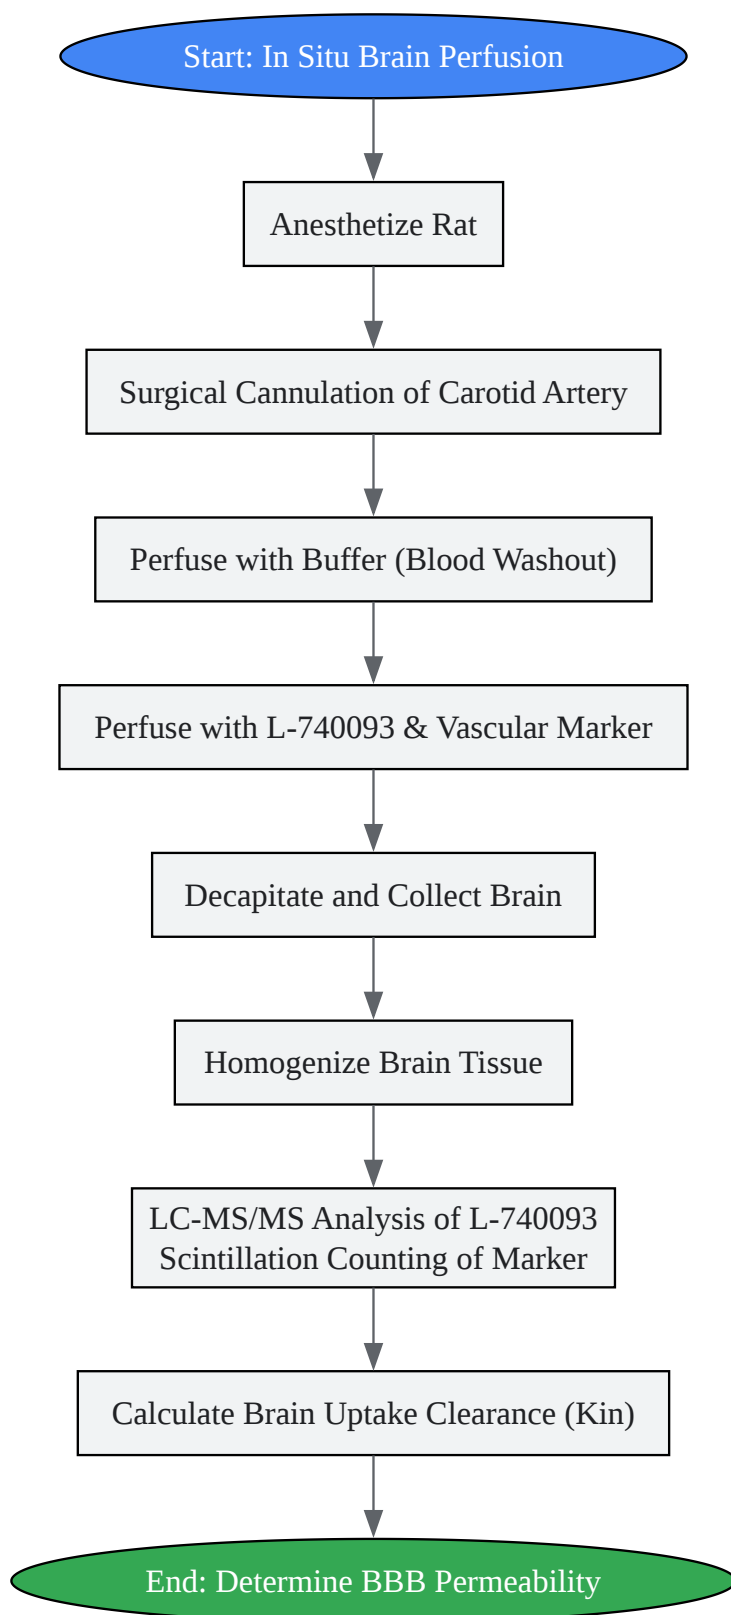 Start: In Situ Brain Perfusion
Anesthetize Rat
Surgical Cannulation of Carotid Artery
Perfuse with Buffer (Blood Washout)
Perfuse with L-740093 & Vascular Marker
Decapitate and Collect Brain
Homogenize Brain Tissue
LC-MS/MS Analysis of L-740093
Scintillation Counting of Marker
Calculate Brain Uptake Clearance (Kin)
End: Determine BBB Permeability